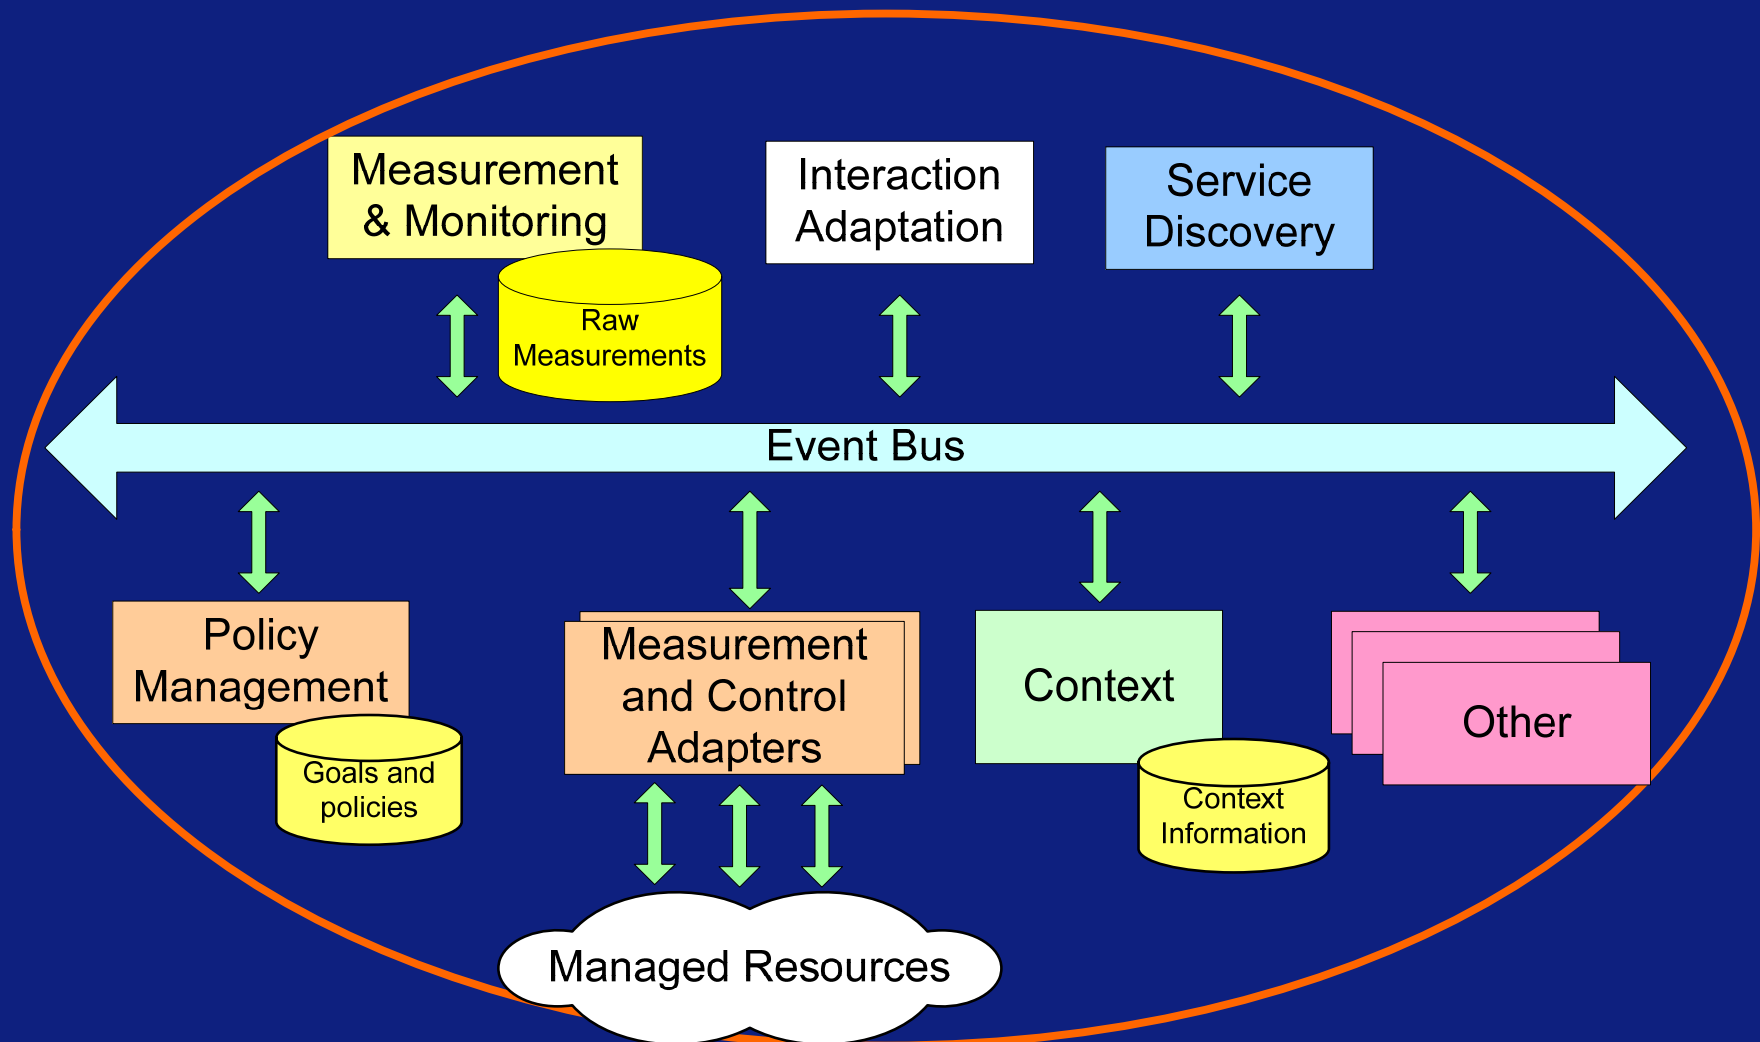 Measurement
& Monitoring
Interaction
Adaptation
Service
Discovery
Raw
Measurements
Event Bus
Policy
Management
Goals and
policies
Measurement
and Control
Adapters
Context
Context
Information
Other
Managed Resources